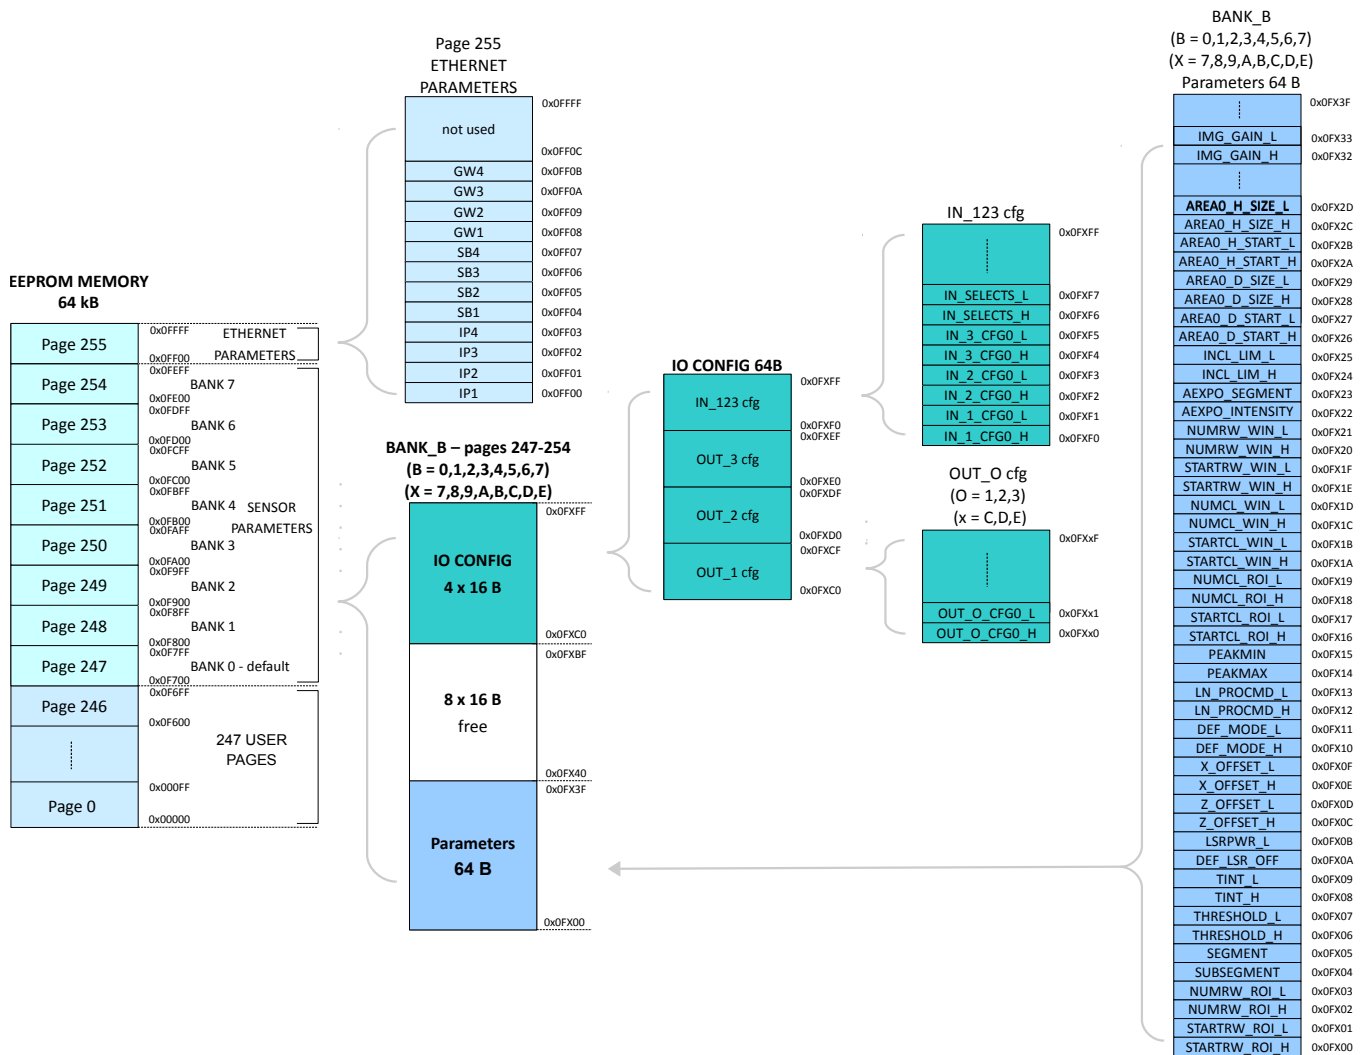 EEPROM MEMORY
64 kB
Page 255
Page 254
Page 253
Page 252
Page 251
Page 250
Page 249
Page 248
Page 247
Page 246
Page 0
0x0FFFF
0x0FF00
0x0FEFF
0x0FE00
0x0FDFF
0x0FD00
0x0FCFF
0x0FC00
0x0FBFF
0x0FB00
0x0FAFF
0x0FA00
0x0F9FF
0x0F900
0x0F8FF
0x0F800
0x0F7FF
0x0F700
0x0F6FF
0x0F600
0x000FF
0x00000
ETHERNET
PARAMETERS
BANK 7
BANK 6
BANK 5
BANK 4
BANK 3
BANK 2
BANK 1
BANK 0 - default
SENSOR
PARAMETERS
247 USER
PAGES
Page 255
ETHERNET
PARAMETERS
not used
0x0FFFF
0x0FF0C
GW4 0x0FF0B
GW3 0x0FF0A
GW2 0x0FF09
GW1 0x0FF08
SB4 0x0FF07
SB3 0x0FF06
SB2 0x0FF05
SB1 0x0FF04
IP4 0x0FF03
IP3 0x0FF02
IP2 0x0FF01
IP1 0x0FF00
BANK_B – pages 247-254
(B = 0,1,2,3,4,5,6,7)
(X = 7,8,9,A,B,C,D,E)
IO CONFIG
4 x 16 B
0x0FXFF
0x0FXC0
8 x 16 B
free
0x0FXBF
0x0FX40
Parameters
64 B
0x0FX3F
0x0FX00
IO CONFIG 64B
IN_123 cfg
0x0FXFF
0x0FXF0
OUT_3 cfg
0x0FXEF
0x0FXE0
OUT_2 cfg
0x0FXDF
0x0FXD0
OUT_1 cfg
0x0FXCF
0x0FXC0
IN_123 cfg
0x0FXFF
IN_SELECTS_L 0x0FXF7
IN_SELECTS_H 0x0FXF6
IN_3_CFG0_L 0x0FXF5
IN_3_CFG0_H 0x0FXF4
IN_2_CFG0_L 0x0FXF3
IN_2_CFG0_H 0x0FXF2
IN_1_CFG0_L 0x0FXF1
IN_1_CFG0_H 0x0FXF0
OUT_O cfg
(O = 1,2,3)
(x = C,D,E)
0x0FXxF
OUT_O_CFG0_L 0x0FXx1
OUT_O_CFG0_H 0x0FXx0
BANK_B
(B = 0,1,2,3,4,5,6,7)
(X = 7,8,9,A,B,C,D,E)
Parameters 64 B
0x0FX3F
IMG_GAIN_L 0x0FX33
IMG_GAIN_H 0x0FX32
AREA0_H_SIZE_L 0x0FX2D
AREA0_H_SIZE_H 0x0FX2C
AREA0_H_START_L 0x0FX2B
AREA0_H_START_H 0x0FX2A
AREA0_D_SIZE_L 0x0FX29
AREA0_D_SIZE_H 0x0FX28
AREA0_D_START_L 0x0FX27
AREA0_D_START_H 0x0FX26
INCL_LIM_L 0x0FX25
INCL_LIM_H 0x0FX24
AEXPO_SEGMENT 0x0FX23
AEXPO_INTENSITY 0x0FX22
NUMRW_WIN_L 0x0FX21
NUMRW_WIN_H 0x0FX20
STARTRW_WIN_L 0x0FX1F
STARTRW_WIN_H 0x0FX1E
NUMCL_WIN_L 0x0FX1D
NUMCL_WIN_H 0x0FX1C
STARTCL_WIN_L 0x0FX1B
STARTCL_WIN_H 0x0FX1A
NUMCL_ROI_L 0x0FX19
NUMCL_ROI_H 0x0FX18
STARTCL_ROI_L 0x0FX17
STARTCL_ROI_H 0x0FX16
PEAKMIN 0x0FX15
PEAKMAX 0x0FX14
LN_PROCMD_L 0x0FX13
LN_PROCMD_H 0x0FX12
DEF_MODE_L 0x0FX11
DEF_MODE_H 0x0FX10
X_OFFSET_L 0x0FX0F
X_OFFSET_H 0x0FX0E
Z_OFFSET_L 0x0FX0D
Z_OFFSET_H 0x0FX0C
LSRPWR_L 0x0FX0B
DEF_LSR_OFF 0x0FX0A
TINT_L 0x0FX09
TINT_H 0x0FX08
THRESHOLD_L 0x0FX07
THRESHOLD_H 0x0FX06
SEGMENT 0x0FX05
SUBSEGMENT 0x0FX04
NUMRW_ROI_L 0x0FX03
NUMRW_ROI_H 0x0FX02
STARTRW_ROI_L 0x0FX01
STARTRW_ROI_H 0x0FX00